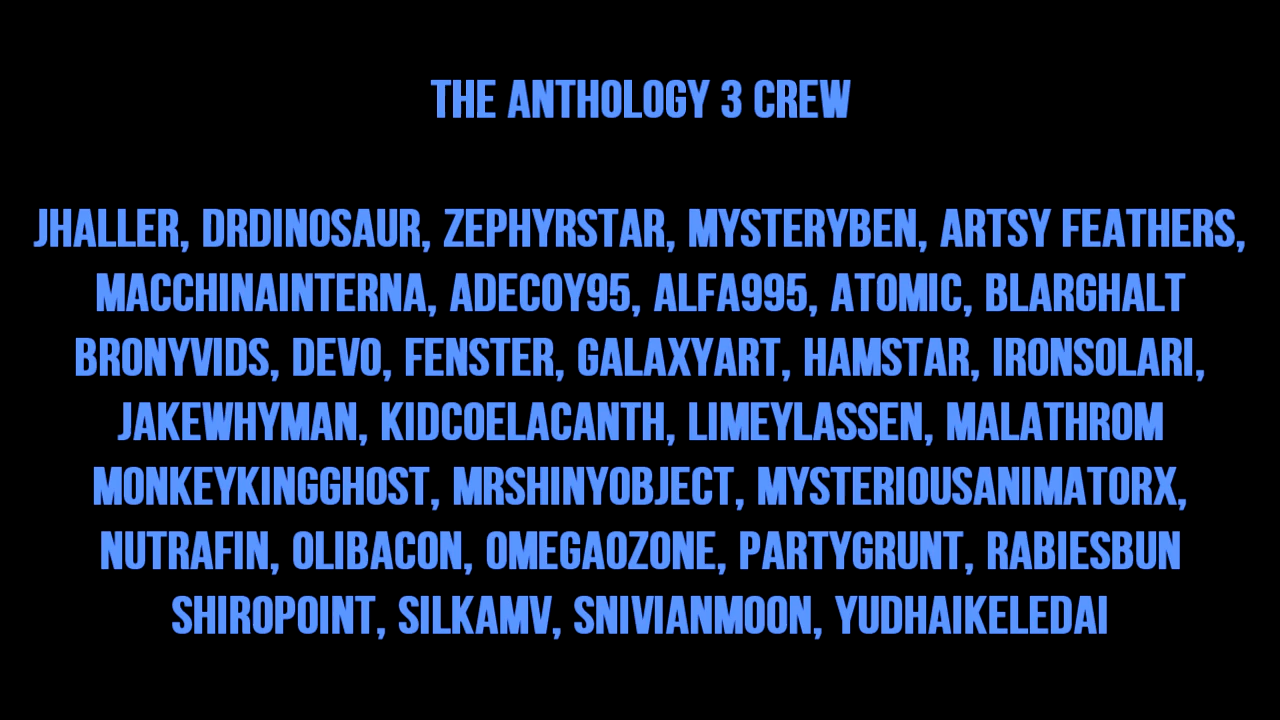 THE ANTHOLOGY 3 CREW
JHALLER, DRDINOSAUR, ZEPHYRSTAR, MYSTERYBEN, ARTSY FEATHERS,
MACCHINAINTERNA, ADECOY95, ALFA995, ATOMIC, BLARGHALT
BRONYVIDS, DEVO, FENSTER, GALAXYART, HAMSTAR, IRONSOLARI,
JAKEWHYMAN, KIDCOELACANTH, LIMEYLASSEN, MALATHROM
MONKEYKINGGHOST, MRSHINYOBJECT, MYSTERIOUSANIMATORX,
NUTRAFIN, OLIBACON, OMEGAOZONE, PARTYGRUNT, RABIESBUN
SHIROPOINT, SILKAMV, SNIVIANMOON, YUDHAIKELEDAI